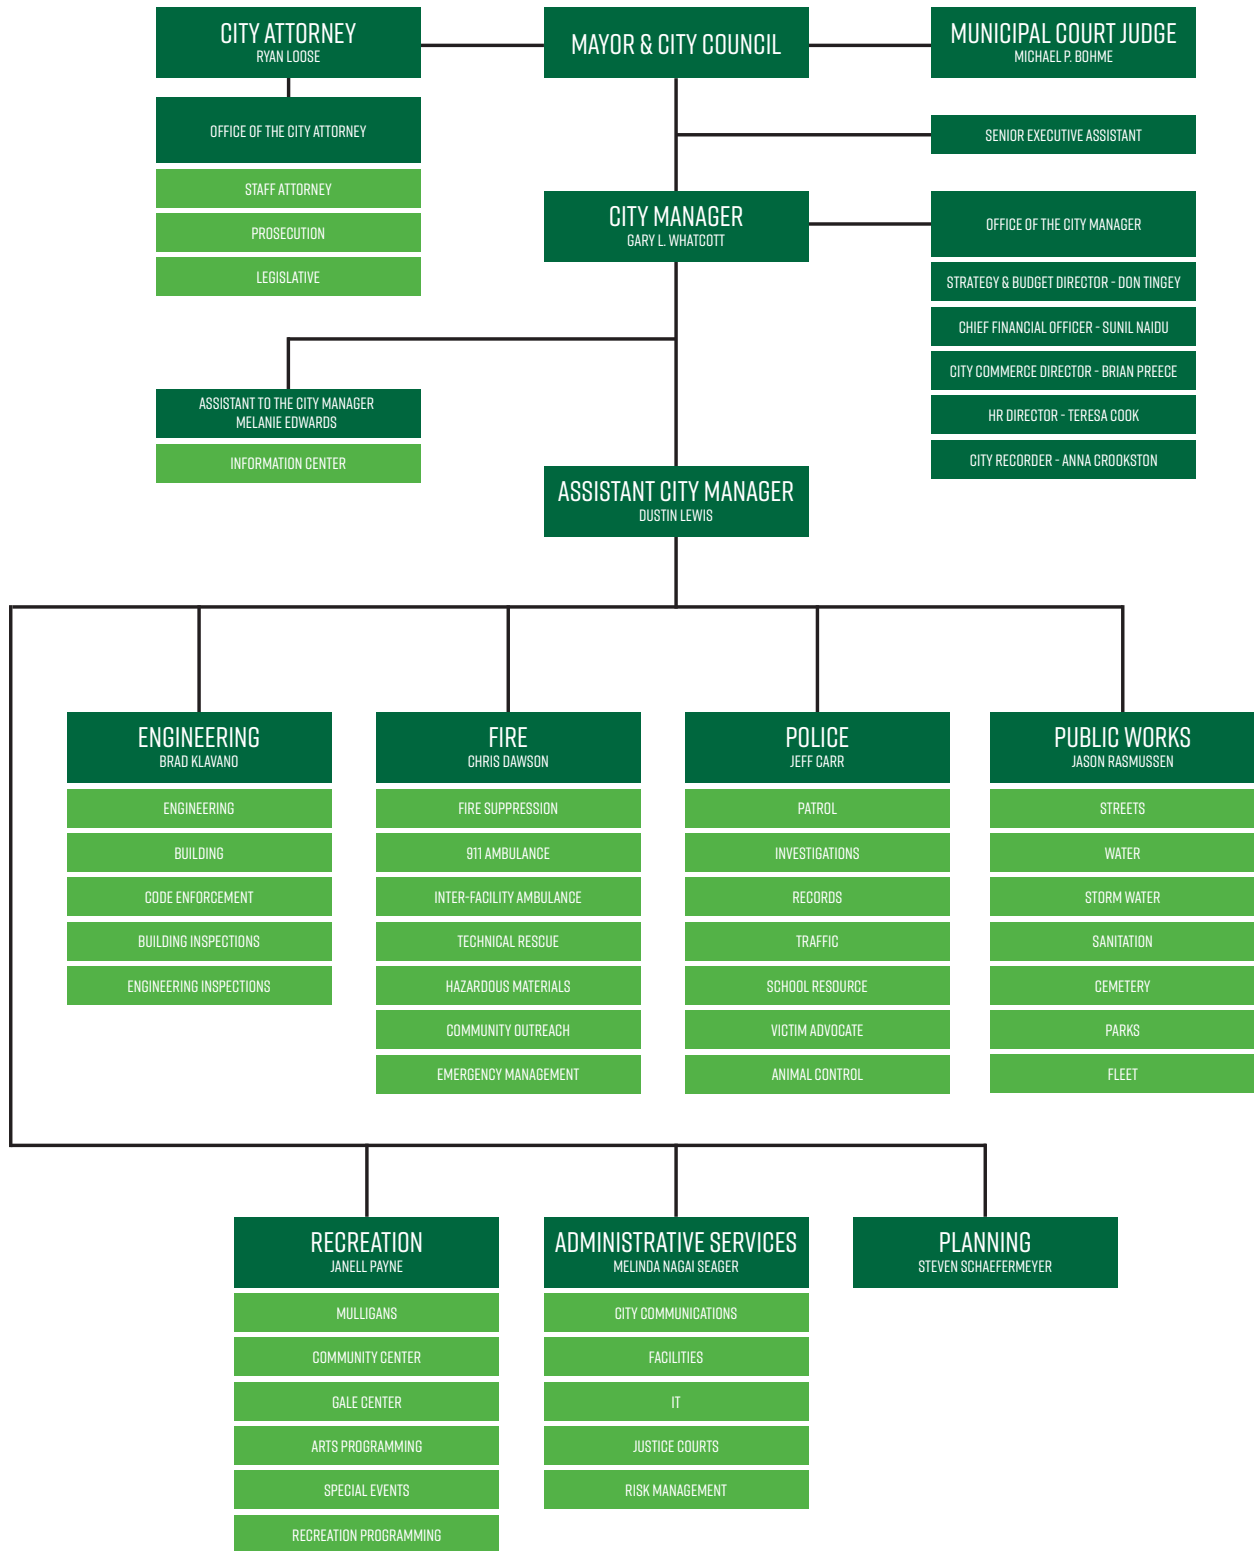 CITY ATTORNEY
RYAN LOOSE
MAYOR & CITY COUNCIL
MUNICIPAL COURT JUDGE
MICHAEL P. BOHME
OFFICE OF THE CITY ATTORNEY
STAFF ATTORNEY
PROSECUTION
LEGISLATIVE
SENIOR EXECUTIVE ASSISTANT
CITY MANAGER
GARY L. WHATCOTT
OFFICE OF THE CITY MANAGER
STRATEGY & BUDGET DIRECTOR - DON TINGEY
CHIEF FINANCIAL OFFICER - SUNIL NAIDU
CITY COMMERCE DIRECTOR - BRIAN PREECE
HR DIRECTOR - TERESA COOK
CITY RECORDER - ANNA CROOKSTON
ASSISTANT TO THE CITY MANAGER
MELANIE EDWARDS
INFORMATION CENTER
ASSISTANT CITY MANAGER
DUSTIN LEWIS
ENGINEERING
BRAD KLAVANO
ENGINEERING
BUILDING
CODE ENFORCEMENT
BUILDING INSPECTIONS
ENGINEERING INSPECTIONS
FIRE
CHRIS DAWSON
FIRE SUPPRESSION
911 AMBULANCE
INTER-FACILITY AMBULANCE
TECHNICAL RESCUE
HAZARDOUS MATERIALS
COMMUNITY OUTREACH
EMERGENCY MANAGEMENT
POLICE
JEFF CARR
PATROL
INVESTIGATIONS
RECORDS
TRAFFIC
SCHOOL RESOURCE
VICTIM ADVOCATE
ANIMAL CONTROL
PUBLIC WORKS
JASON RASMUSSEN
STREETS
WATER
STORM WATER
SANITATION
CEMETERY
PARKS
FLEET
RECREATION
JANELL PAYNE
MULLIGANS
COMMUNITY CENTER
GALE CENTER
ARTS PROGRAMMING
SPECIAL EVENTS
RECREATION PROGRAMMING
ADMINISTRATIVE SERVICES
MELINDA NAGAI SEAGER
CITY COMMUNICATIONS
FACILITIES
IT
JUSTICE COURTS
RISK MANAGEMENT
PLANNING
STEVEN SCHAEFERMEYER